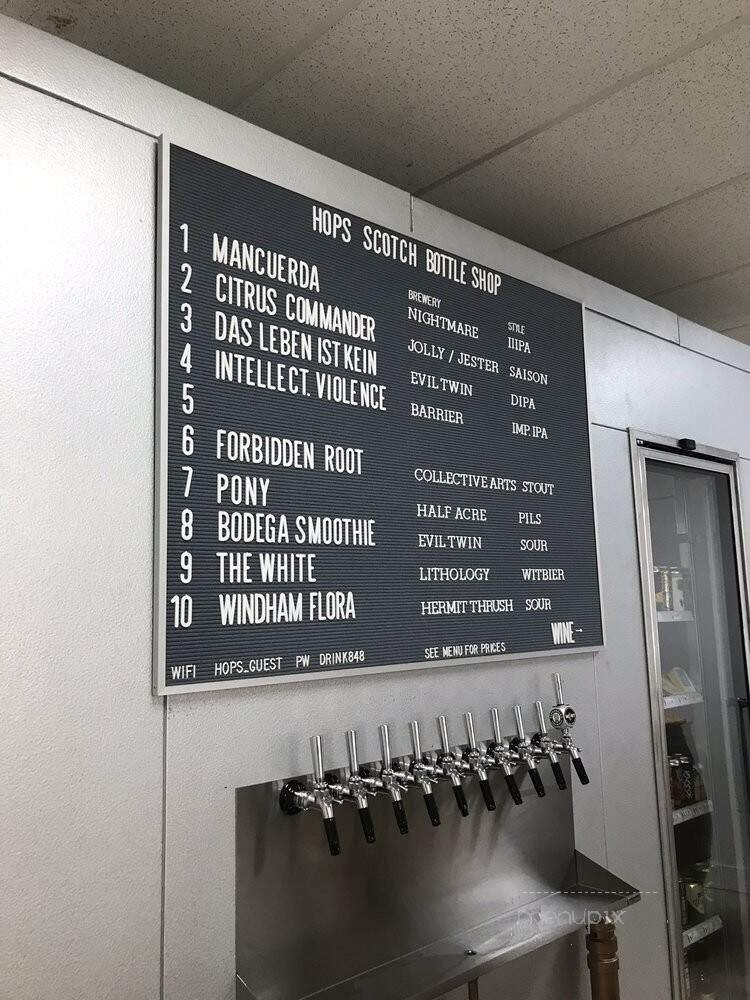 HOPS SCOTCH BOTTLE SHOP
BREWERY STYLE
1 MANCUERDA NIGHTMARE IIIPA
2 CITRUS COMMANDER JOLLY / JESTER SAISON
3 DAS LEBEN IST KEIN EVIL TWIN DIPA
4 INTELLECT. VIOLENCE BARRIER IMP. IPA
5
6 FORBIDDEN ROOT COLLECTIVE ARTS STOUT
7 PONY HALF ACRE PILS
8 BODEGA SMOOTHIE EVIL TWIN SOUR
9 THE WHITE LITHOLOGY WITBIER
10 WINDHAM FLORA HERMIT THRUSH SOUR
WINE →
WIFI HOPS_GUEST PW DRINK848 SEE MENU FOR PRICES
menupix